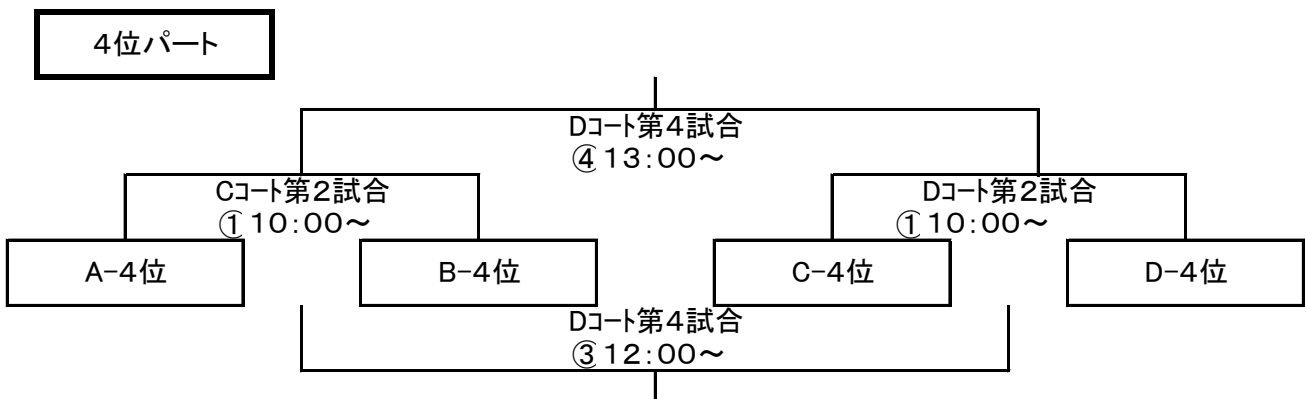 4位パート
Dコート第4試合
④13:00~
Cコート第2試合
①10:00~
Dコート第2試合
①10:00~
A-4位
B-4位
C-4位
D-4位
Dコート第4試合
③12:00~